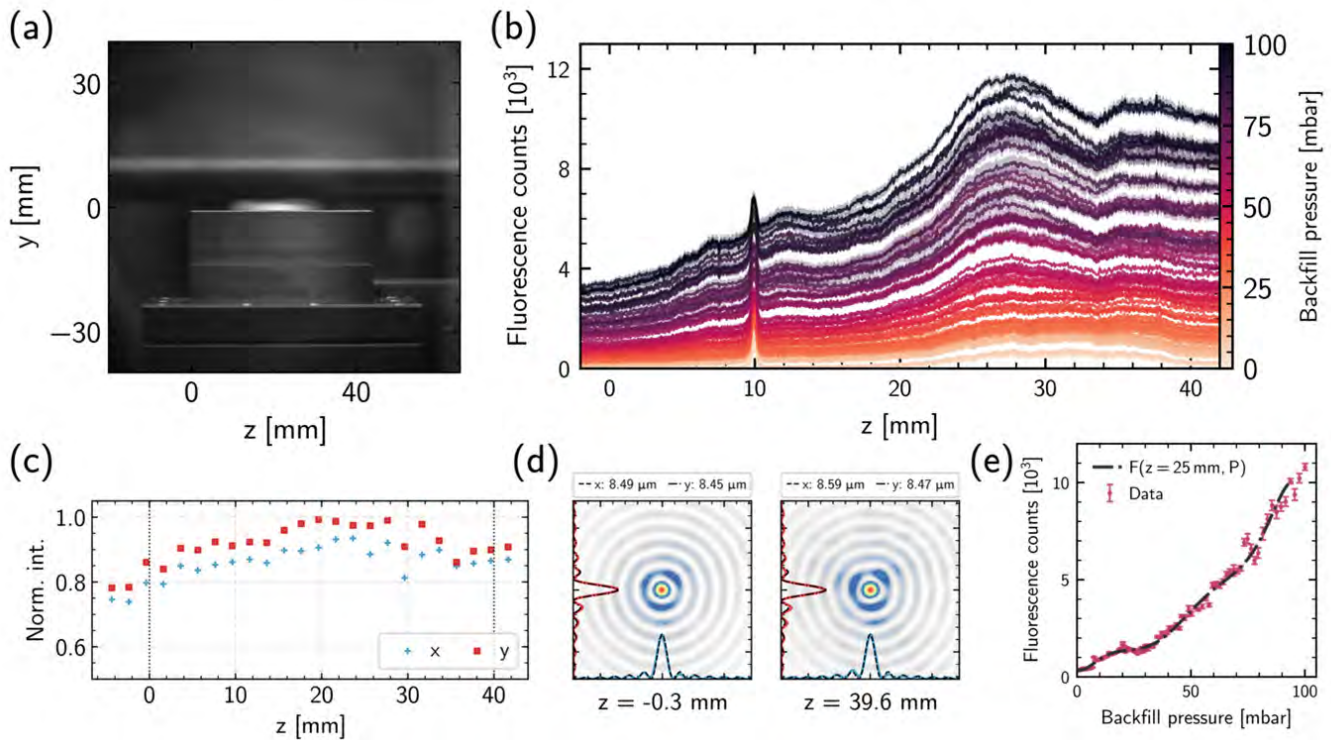 (a)
30
0
−30
y [mm]
0
40
z [mm]
(b)
12
8
4
0
Fluorescence counts [10³]
0
10
20
30
40
z [mm]
100
75
50
25
0
Backfill pressure [mbar]
(c)
1.0
0.8
0.6
Norm. int.
x
y
0
10
20
30
40
z [mm]
(d)
x: 8.49 μm y: 8.45 μm
z = -0.3 mm
x: 8.59 μm y: 8.47 μm
z = 39.6 mm
(e)
F(z = 25 mm, P)
Data
10
5
0
Fluorescence counts [10³]
0
50
100
Backfill pressure [mbar]